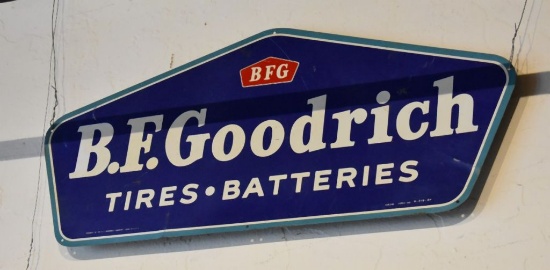 BFG
B.F.Goodrich
TIRES • BATTERIES